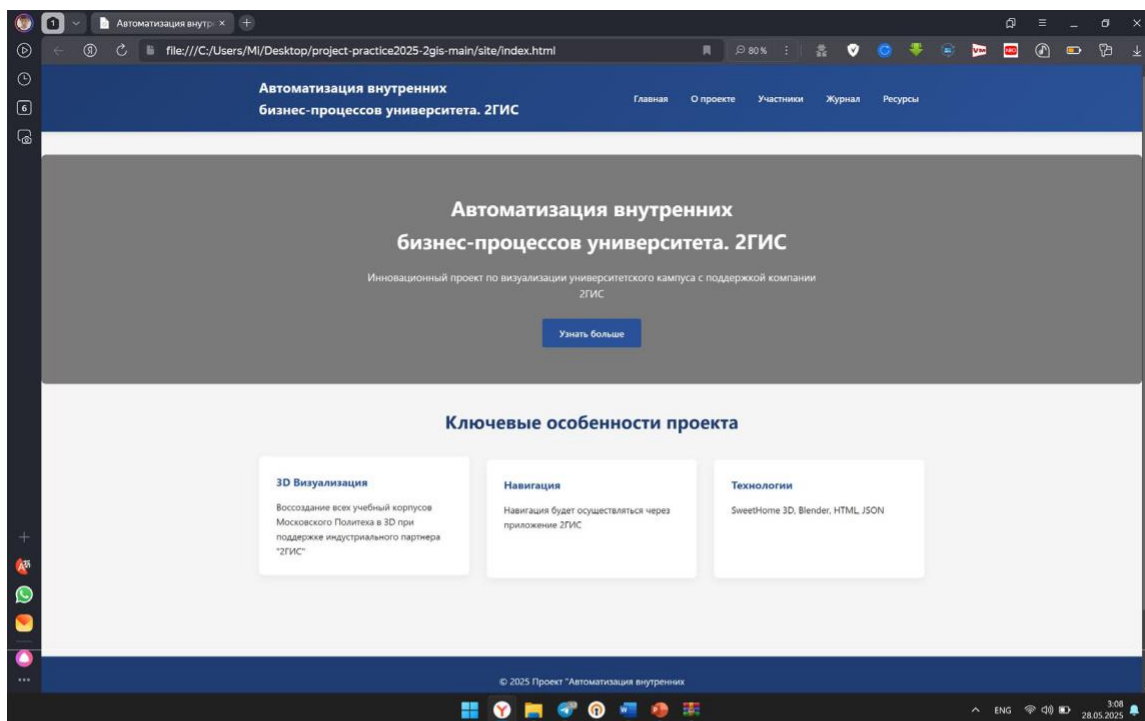 1
Автоматизация внутр
6
file:///C:/Users/Mi/Desktop/project-practice2025-2gis-main/site/index.html
80 %
Автоматизация внутренних
бизнес-процессов университета. 2ГИС
Главная О проекте Участники Журнал Ресурсы
Автоматизация внутренних
бизнес-процессов университета. 2ГИС
Инновационный проект по визуализации университетского кампуса с поддержкой компании
2ГИС
Узнать больше
Ключевые особенности проекта
3D Визуализация
Воссоздание всех учебный корпусов
Московского Политеха в 3D при
поддержке индустриального партнера
"2ГИС"
Навигация
Навигация будет осуществляться через
приложение 2ГИС
Технологии
SweetHome 3D, Blender, HTML, JSON
© 2025 Проект "Автоматизация внутренних
ENG
3:08
28.05.2025